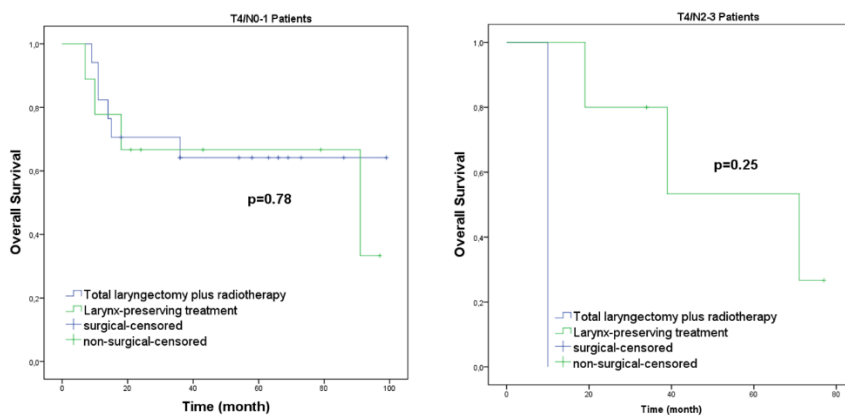 T4/N0-1 Patients
Overall Survival
1,0
0,8
0,6
0,4
0,2
0,0
p=0.78
Total laryngectomy plus radiotherapy
Larynx-preserving treatment
surgical-censored
non-surgical-censored
0 20 40 60 80 100
Time (month)
T4/N2-3 Patients
Overall Survival
1,0
0,8
0,6
0,4
0,2
0,0
p=0.25
Total laryngectomy plus radiotherapy
Larynx-preserving treatment
surgical-censored
non-surgical-censored
0 20 40 60 80
Time (month)